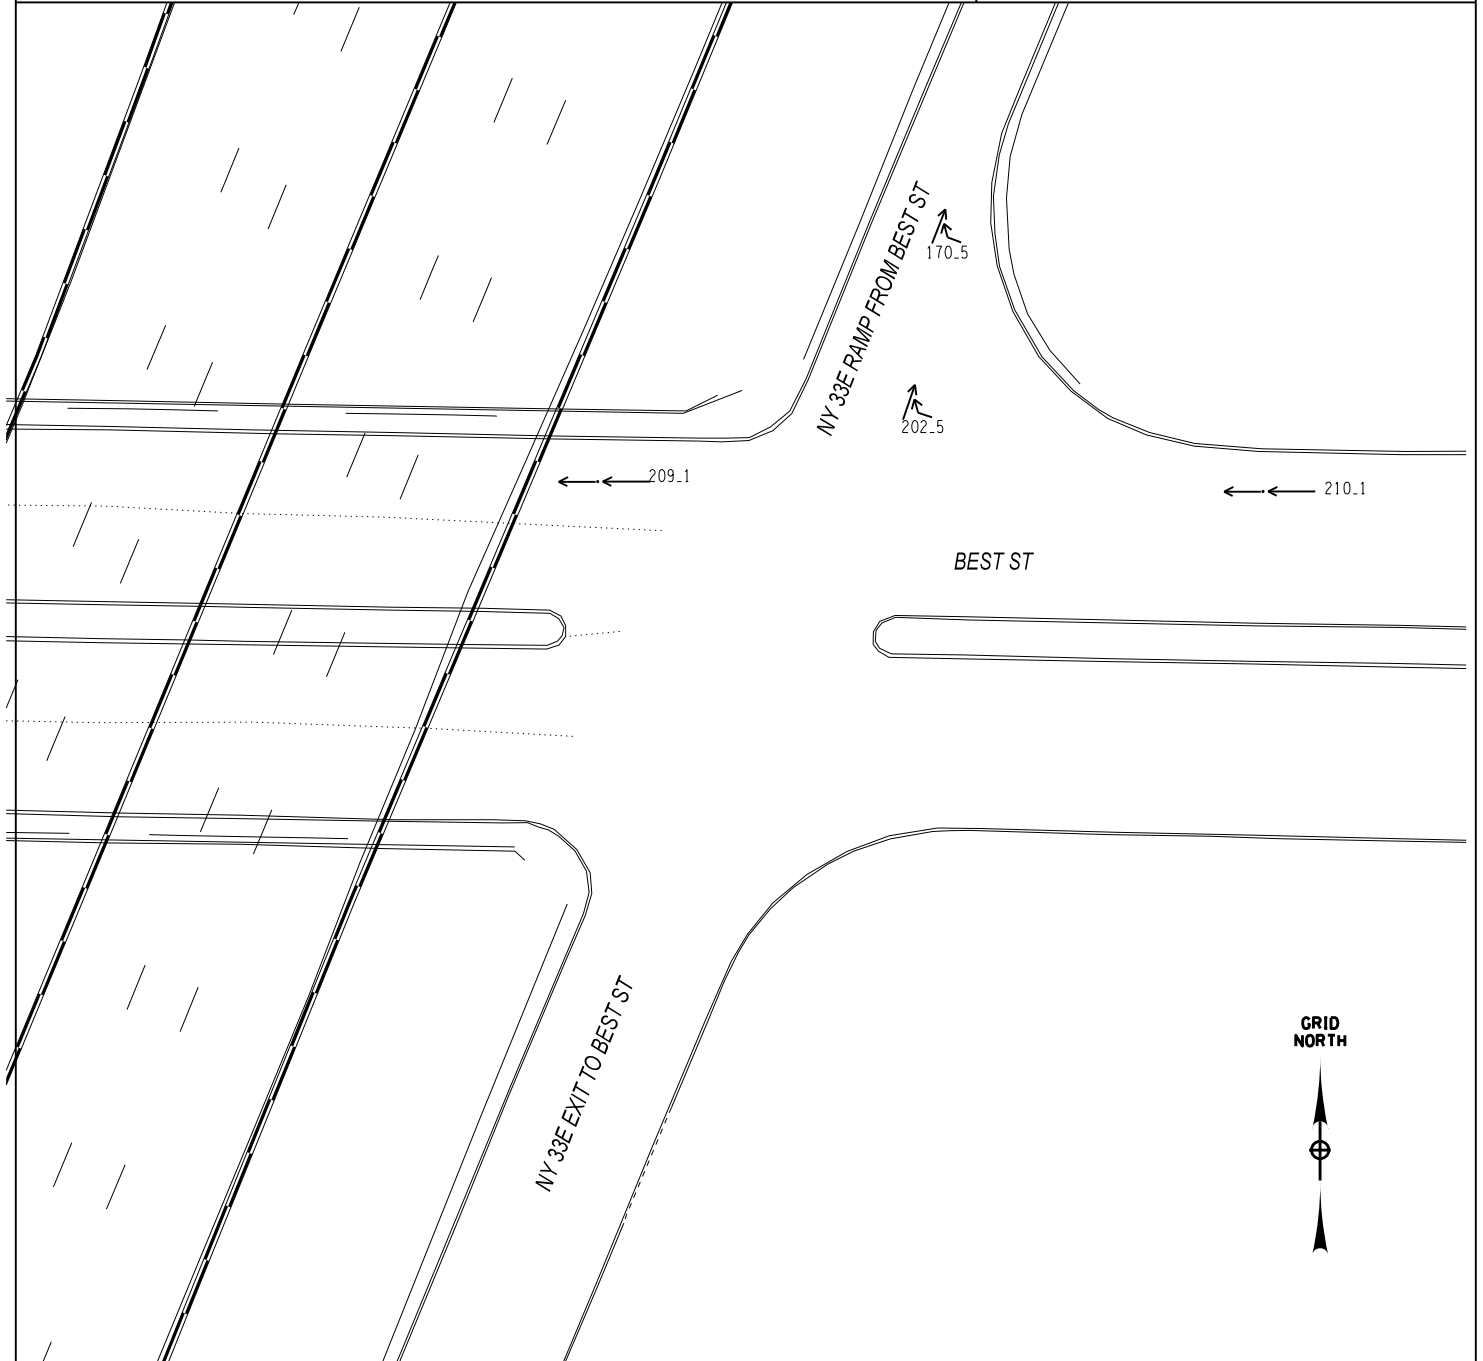 NY 33E RAMP FROM BEST ST
170_5
202_5
209_1
210_1
BEST ST
NY 33E EXIT TO BEST ST
GRID
NORTH